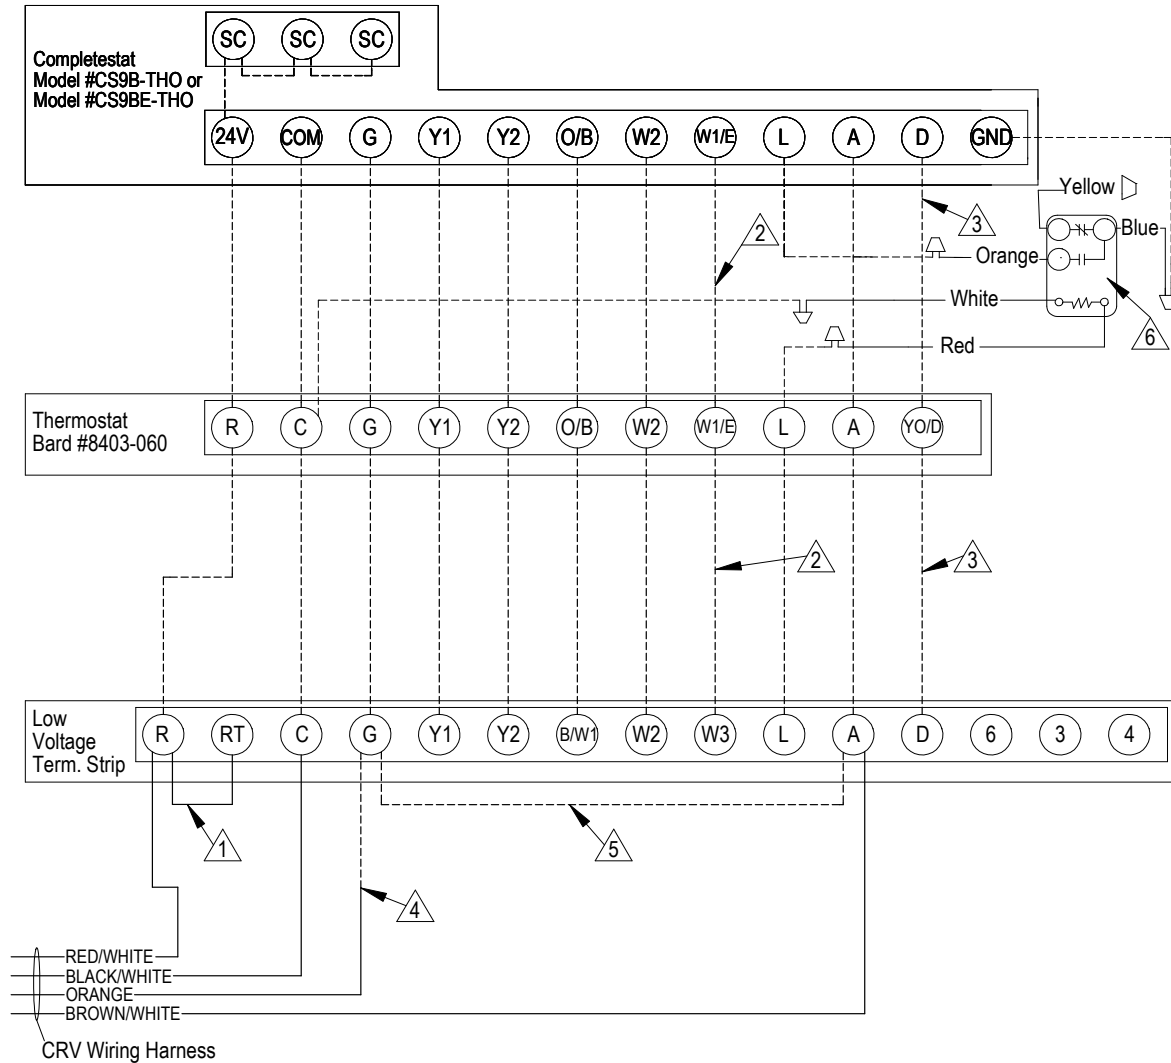 SC SC SC
Completestat
Model #CS9B-THO or
Model #CS9BE-THO
24V COM G Y1 Y2 O/B W2 W1/E L A D GND
Yellow
3
2
Blue
Orange
White
6
Red
Thermostat
Bard #8403-060
R C G Y1 Y2 O/B W2 W1/E L A YO/D
2 3
Low
Voltage
Term. Strip
R RT C G Y1 Y2 B/W1 W2 W3 L A D 6 3 4
1 5
4
RED/WHITE
BLACK/WHITE
ORANGE
BROWN/WHITE
CRV Wiring Harness